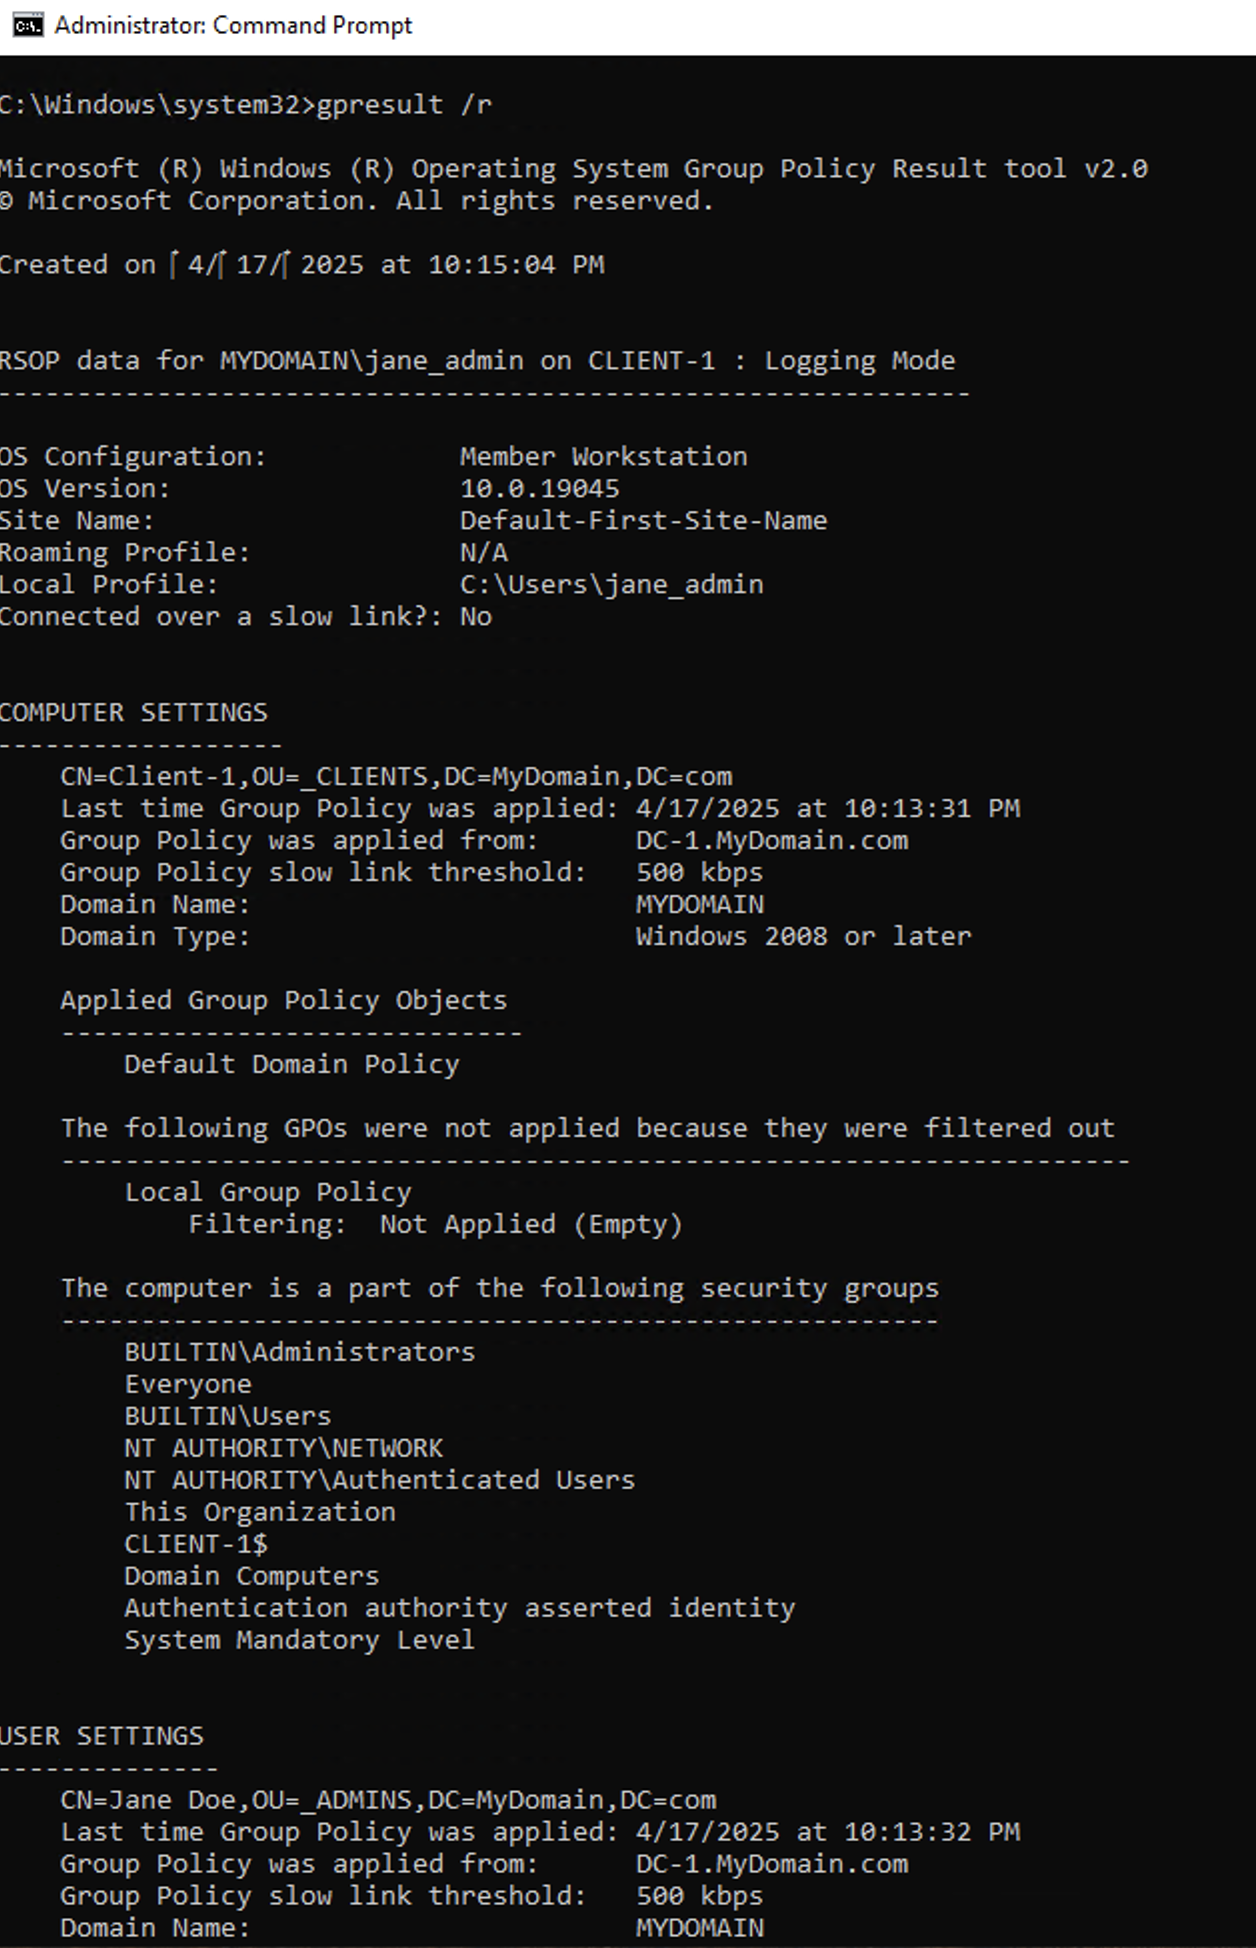 Administrator: Command Prompt
C:\Windows\system32>gpresult /r
Microsoft (R) Windows (R) Operating System Group Policy Result tool v2.0
© Microsoft Corporation. All rights reserved.
Created on 4/ 17/ 2025 at 10:15:04 PM
RSOP data for MYDOMAIN\jane_admin on CLIENT-1 : Logging Mode
-------------------------------------------------------------
OS Configuration: Member Workstation
OS Version: 10.0.19045
Site Name: Default-First-Site-Name
Roaming Profile: N/A
Local Profile: C:\Users\jane_admin
Connected over a slow link?: No
COMPUTER SETTINGS
------------------
CN=Client-1,OU=_CLIENTS,DC=MyDomain,DC=com
Last time Group Policy was applied: 4/17/2025 at 10:13:31 PM
Group Policy was applied from: DC-1.MyDomain.com
Group Policy slow link threshold: 500 kbps
Domain Name: MYDOMAIN
Domain Type: Windows 2008 or later
Applied Group Policy Objects
-----------------------------
Default Domain Policy
The following GPOs were not applied because they were filtered out
-------------------------------------------------------------------
Local Group Policy
Filtering: Not Applied (Empty)
The computer is a part of the following security groups
-------------------------------------------------------
BUILTIN\Administrators
Everyone
BUILTIN\Users
NT AUTHORITY\NETWORK
NT AUTHORITY\Authenticated Users
This Organization
CLIENT-1$
Domain Computers
Authentication authority asserted identity
System Mandatory Level
USER SETTINGS
--------------
CN=Jane Doe,OU=_ADMINS,DC=MyDomain,DC=com
Last time Group Policy was applied: 4/17/2025 at 10:13:32 PM
Group Policy was applied from: DC-1.MyDomain.com
Group Policy slow link threshold: 500 kbps
Domain Name: MYDOMAIN